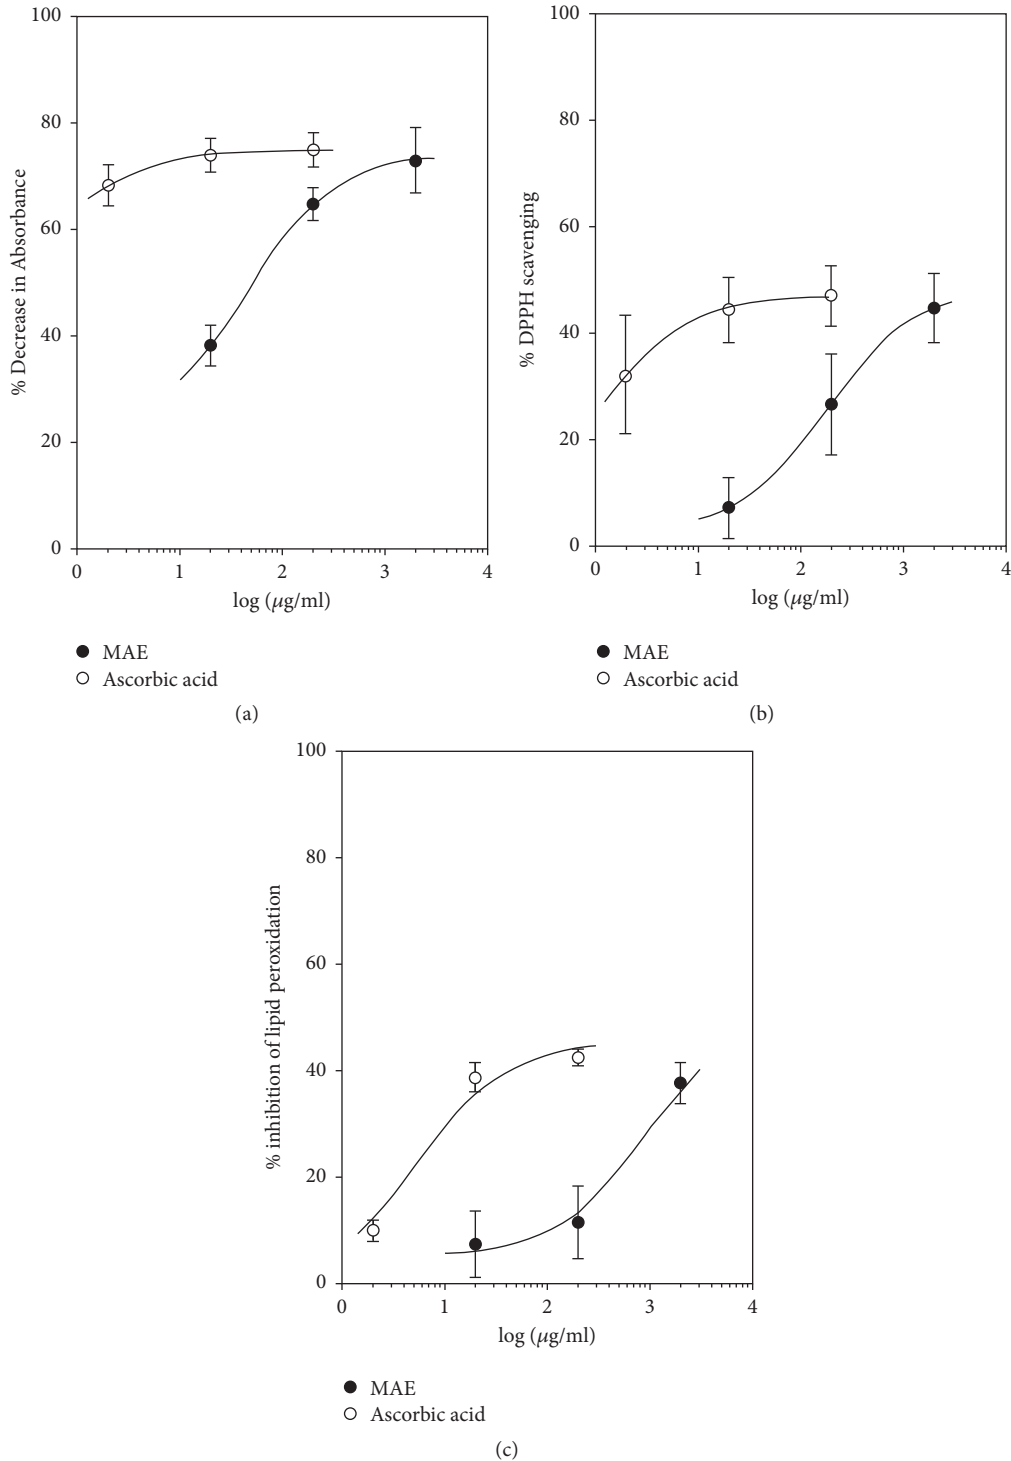 100
80
60
40
20
0
% Decrease in Absorbance
0 1 2 3 4
log (μg/ml)
MAE
Ascorbic acid
(a)
100
80
60
40
20
0
% DPPH scavenging
0 1 2 3 4
log (μg/ml)
MAE
Ascorbic acid
(b)
100
80
60
40
20
0
% inhibition of lipid peroxidation
0 1 2 3 4
log (μg/ml)
MAE
Ascorbic acid
(c)